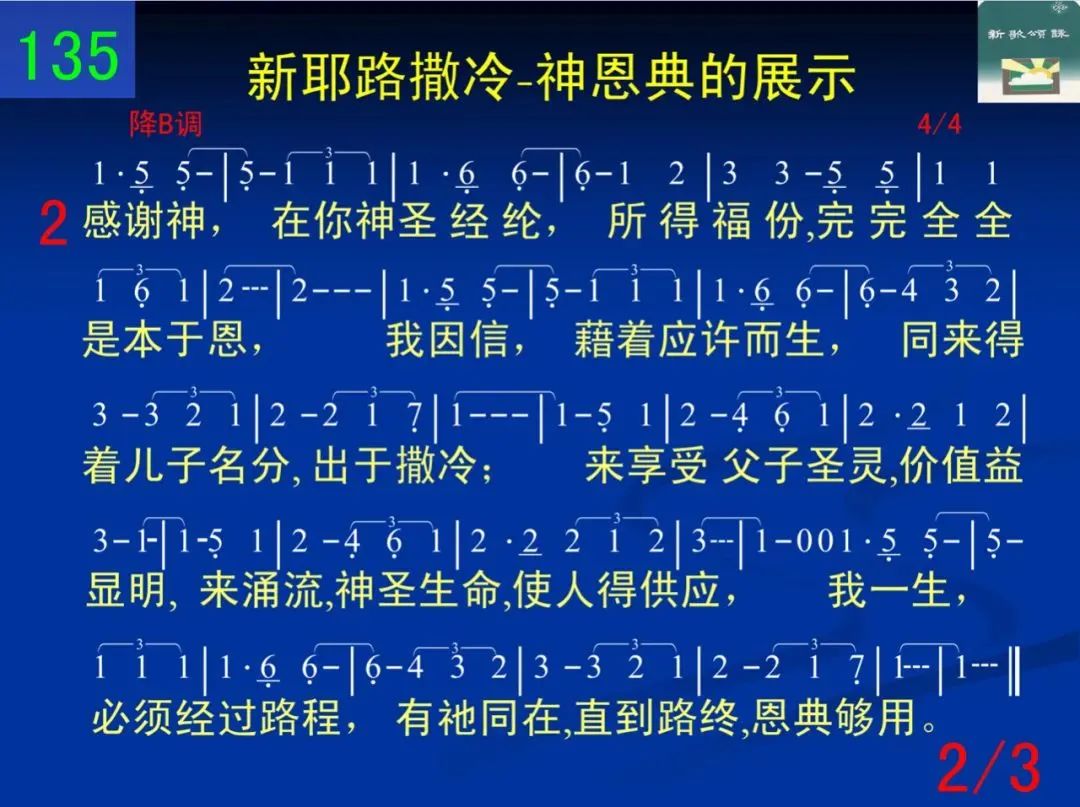 135
新歌颂詠
新耶路撒冷-神恩典的展示
降B调 4/4
1·5 5-|5-1 1 1|1 ·6 6-|6-1 2|3 3-5 5|1 1
2 感谢神， 在你神圣经纶， 所得福份,完完全全
1 6 1|2---|2---|1·5 5-|5-1 1 1|1·6 6-|6-4 3 2|
是本于恩， 我因信， 藉着应许而生， 同来得
3 -3 2 1|2 -2 1 7|1---|1-5 1|2 -4 6 1|2 ·2 1 2|
着儿子名分, 出于撒冷； 来享受 父子圣灵,价值益
3-1-|1-5 1|2 -4 6 1|2 ·2 2 1 2|3---|1-001·5 5-|5-
显明, 来涌流,神圣生命,使人得供应， 我一生，
1 1 1|1·6 6-|6-4 3 2|3 -3 2 1|2 -2 1 7|1---|1---‖
必须经过路程， 有祂同在,直到路终,恩典够用。
2/3